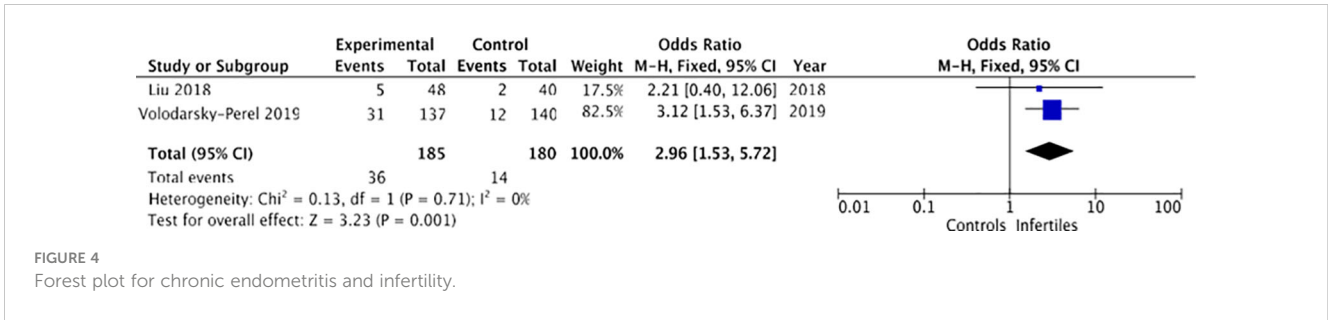 Experimental Control Odds Ratio Odds Ratio
Study or Subgroup Events Total Events Total Weight M-H, Fixed, 95% CI Year M-H, Fixed, 95% CI
Liu 2018 5 48 2 40 17.5% 2.21 [0.40, 12.06] 2018
Volodarsky-Perel 2019 31 137 12 140 82.5% 3.12 [1.53, 6.37] 2019
Total (95% CI) 185 180 100.0% 2.96 [1.53, 5.72]
Total events 36 14
Heterogeneity: Chi² = 0.13, df = 1 (P = 0.71); I² = 0%
Test for overall effect: Z = 3.23 (P = 0.001)
0.01 0.1 1 10 100
Controls Infertiles
FIGURE 4
Forest plot for chronic endometritis and infertility.